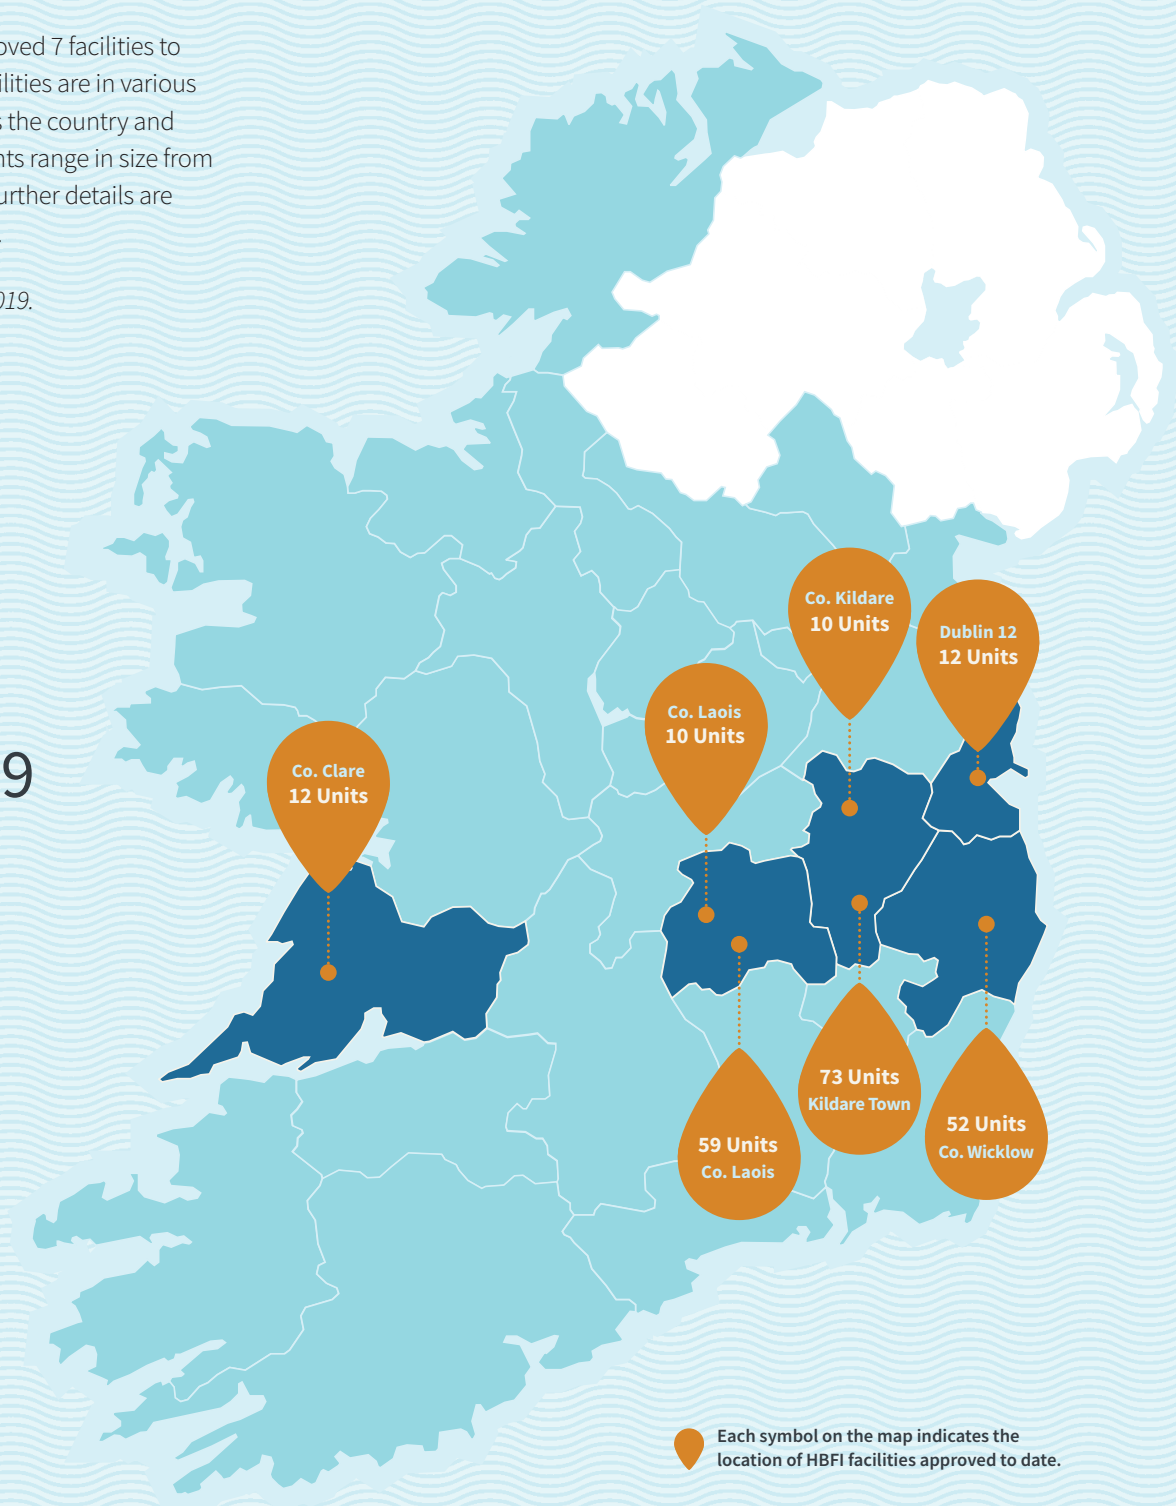 oved 7 facilities to
ilities are in various
s the country and
nts range in size from
urther details are
.
019.
Co. Kildare
10 Units
Dublin 12
12 Units
Co. Laois
10 Units
9
Co. Clare
12 Units
73 Units
Kildare Town
52 Units
Co. Wicklow
59 Units
Co. Laois
Each symbol on the map indicates the
location of HBFI facilities approved to date.